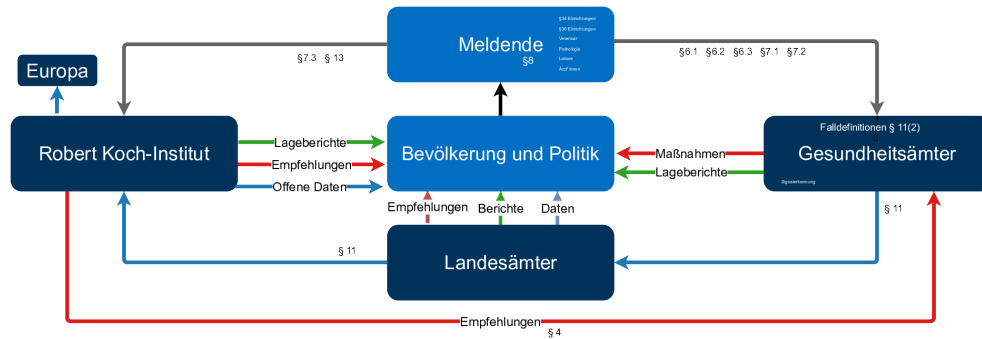 §34 Einrichtungen
§36 Einrichtungen
Veterinär
Pathologie
Labore
Ärzt*innen
Meldende
§8
§7.3 § 13
§6.1 §6.2 §6.3 §7.1 §7.2
Europa
Falldefinitionen § 11(2)
Robert Koch-Institut
Lageberichte
Empfehlungen
Offene Daten
Bevölkerung und Politik
Maßnahmen
Lageberichte
Gesundheitsämter
Signalerkennung
Empfehlungen
Berichte
Daten
§ 11
§ 11
Landesämter
Empfehlungen
§ 4